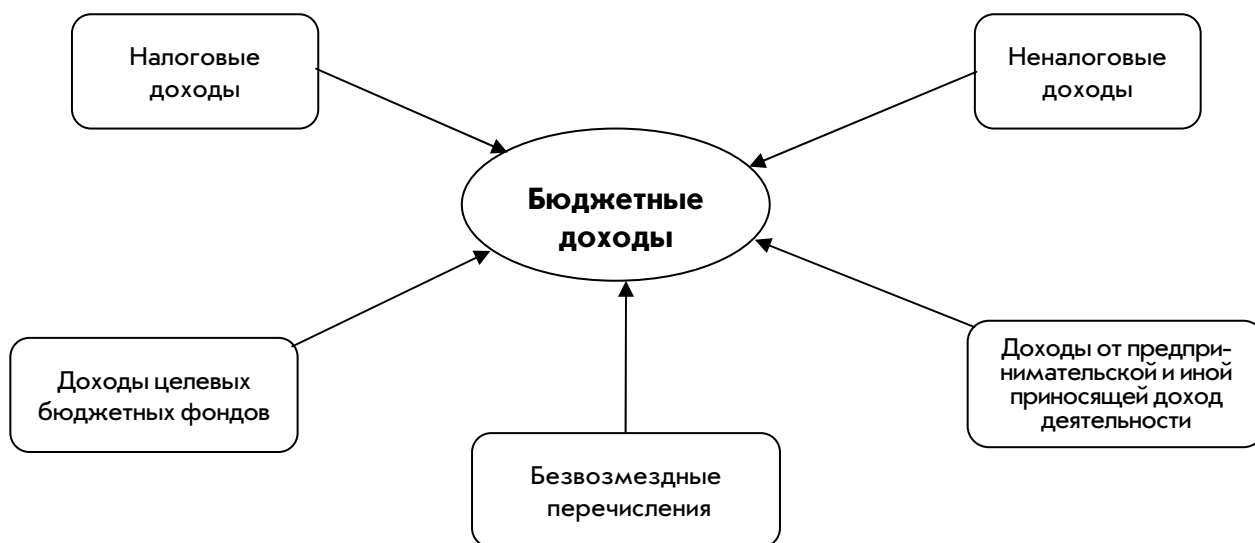 Налоговые
доходы
Неналоговые
доходы
Бюджетные
доходы
Доходы целевых
бюджетных фондов
Безвозмездные
перечисления
Доходы от предпри-
нимательской и иной
приносящей доход
деятельности